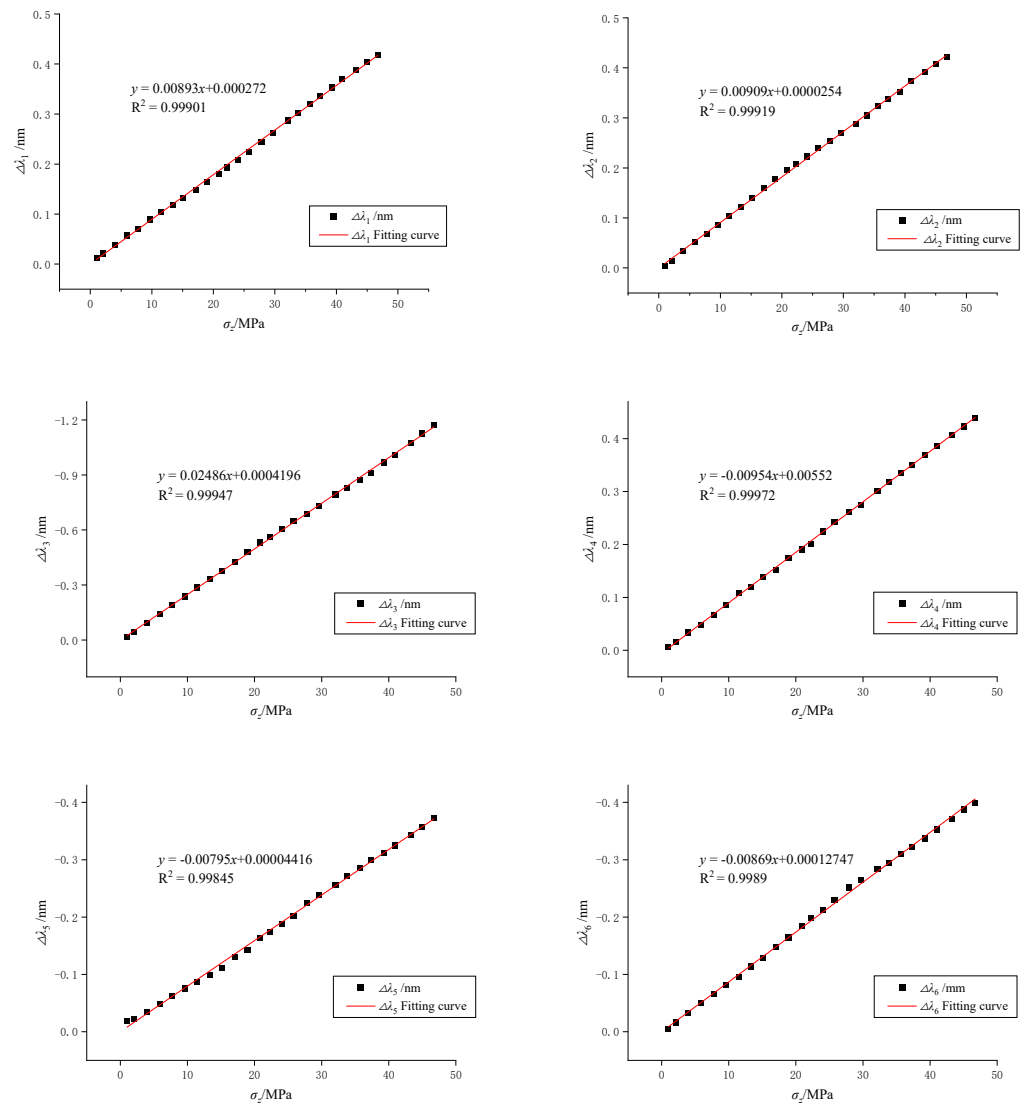 0.5
0.4
0.3
0.2
0.1
0.0
Δλ1 /nm
y = 0.00893x+0.000272
R2 = 0.99901
Δλ1 /nm
Δλ1 Fitting curve
0 10 20 30 40 50
σz/MPa
0.5
0.4
0.3
0.2
0.1
0.0
Δλ2 /nm
y = 0.00909x+0.0000254
R2 = 0.99919
Δλ2 /nm
Δλ2 Fitting curve
0 10 20 30 40 50
σz/MPa
-1.2
-0.9
-0.6
-0.3
0.0
Δλ3 /nm
y = 0.02486x+0.0004196
R2 = 0.99947
Δλ3 /nm
Δλ3 Fitting curve
0 10 20 30 40 50
σz/MPa
0.4
0.3
0.2
0.1
0.0
Δλ4 /nm
y = -0.00954x+0.00552
R2 = 0.99972
Δλ4 /nm
Δλ4 Fitting curve
0 10 20 30 40 50
σz/MPa
-0.4
-0.3
-0.2
-0.1
0.0
Δλ5 /nm
y = -0.00795x+0.00004416
R2 = 0.99845
Δλ5 /nm
Δλ5 Fitting curve
0 10 20 30 40 50
σz/MPa
-0.4
-0.3
-0.2
-0.1
0.0
Δλ6 /nm
y = -0.00869x+0.00012747
R2 = 0.9989
Δλ6 /mm
Δλ6 Fitting curve
0 10 20 30 40 50
σz/MPa